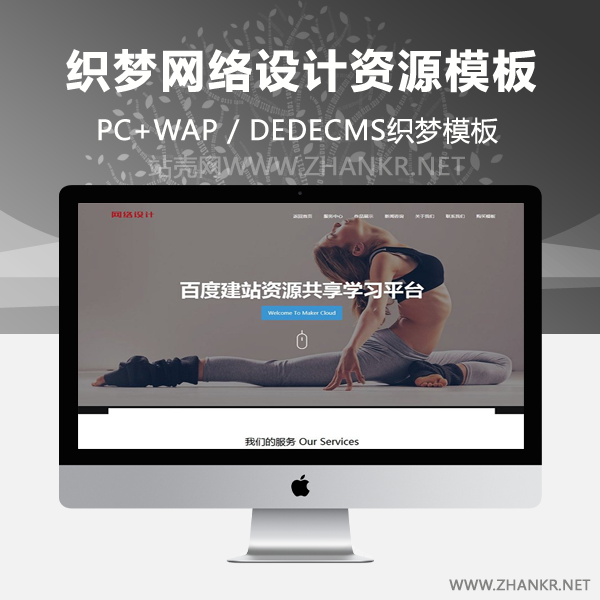 织梦网络设计资源模板
PC+WAP / DEDECMS织梦模板
站壳网WWW.ZHANKR.NET
网络设计
返回首页 服务中心 作品展示 新闻咨询 关于我们 联系我们 购买模板
百度建站资源共享学习平台
Welcome To Maker Cloud
我们的服务 Our Services
WWW.ZHANKR.NET